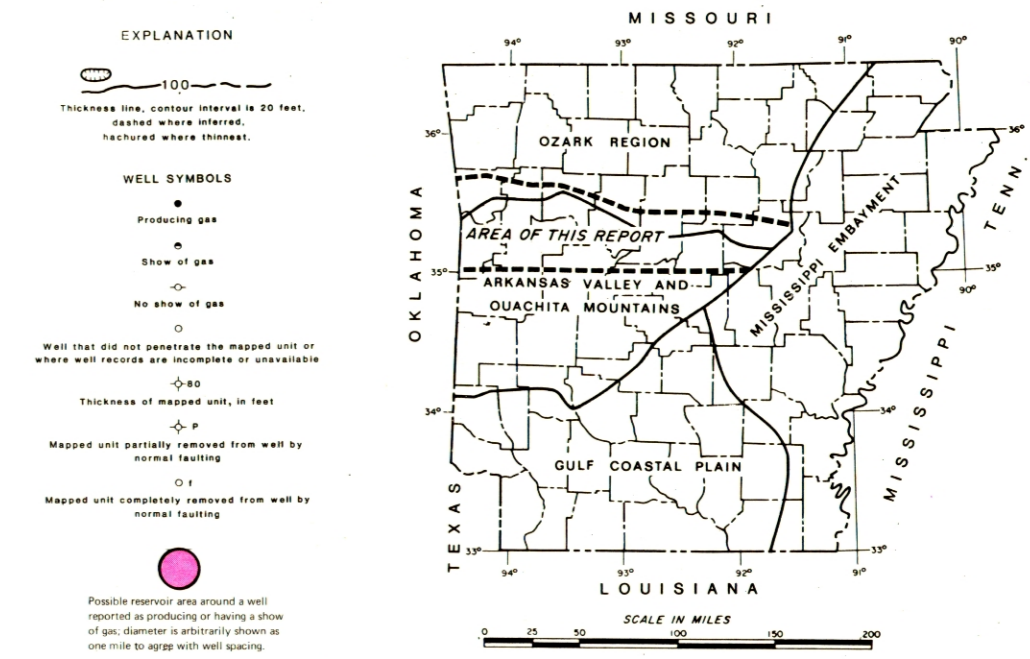 EXPLANATION
100
Thickness line, contour interval is 20 feet,
dashed where inferred,
hachured where thinnest.
WELL SYMBOLS
Producing gas
Show of gas
No show of gas
Well that did not penetrate the mapped unit or
where well records are incomplete or unavailable
80
Thickness of mapped unit, in feet
P
Mapped unit partially removed from well by
normal faulting
f
Mapped unit completely removed from well by
normal faulting
Possible reservoir area around a well
reported as producing or having a show
of gas; diameter is arbitrarily shown as
one mile to agree with well spacing.
MISSOURI
94° 93° 92° 91° 90°
36° 36°
OZARK REGION
OKLAHOMA
TENN.
AREA OF THIS REPORT
MISSISSIPPI EMBAYMENT
35° 35°
90°
ARKANSAS VALLEY AND
OUACHITA MOUNTAINS
MISSISSIPPI
34° 34°
GULF COASTAL PLAIN
TEXAS
33° 33°
94° 93° 92° 91°
LOUISIANA
SCALE IN MILES
0 25 50 100 150 200